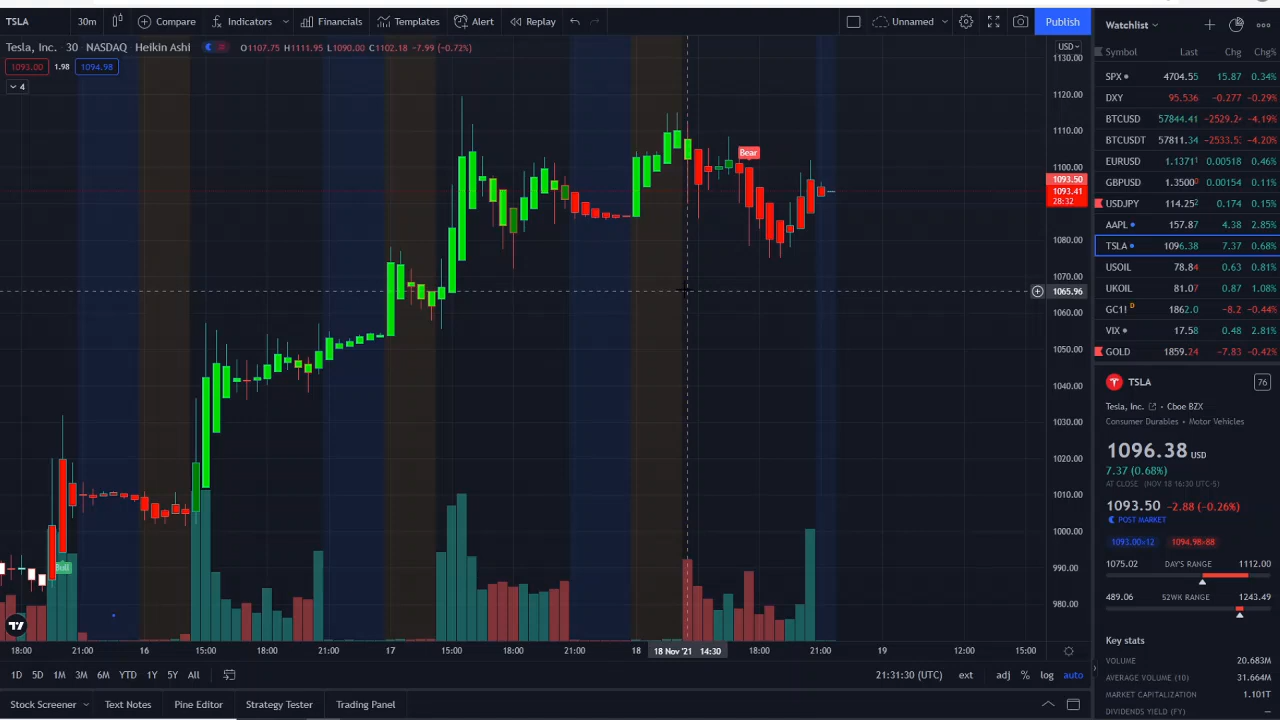 TSLA 30m Compare Indicators Financials Templates Alert Replay Unnamed Publish
Tesla, Inc. 30 NASDAQ Heikin Ashi O1107.75 H1111.95 L1090.00 C1102.18 -7.99 (-0.72%)
1093.00 1.98 1094.98
4
USD
1130.00
1120.00
1110.00
1100.00
1093.50
1093.41
28:32
1080.00
1070.00
1065.96
1060.00
1050.00
1040.00
1030.00
1020.00
1010.00
1000.00
990.00
980.00
Bear
Bull
18:00 21:00 16 15:00 18:00 21:00 17 15:00 18:00 21:00 18 18 Nov '21 14:30 18:00 21:00 19 12:00 15:00
1D 5D 1M 3M 6M YTD 1Y 5Y All 21:31:30 (UTC) ext adj % log auto
Stock Screener Text Notes Pine Editor Strategy Tester Trading Panel
Watchlist
Symbol Last Chg Chg%
SPX 4704.55 15.87 0.34%
DXY 95.536 -0.277 -0.29%
BTCUSD 57844.41 -2529.24 -4.19%
BTCUSDT 57811.34 -2533.5 -4.20%
EURUSD 1.13711 0.00518 0.46%
GBPUSD 1.35000 0.00154 0.11%
USDJPY 114.252 0.174 0.15%
AAPL 157.87 4.38 2.85%
TSLA 1096.38 7.37 0.68%
USOIL 78.84 0.63 0.81%
UKOIL 81.07 0.87 1.08%
GC1! D 1862.0 -8.2 -0.44%
VIX 17.58 0.48 2.81%
GOLD 1859.24 -7.83 -0.42%
TSLA 76
Tesla, Inc. Cboe BZX
Consumer Durables • Motor Vehicles
1096.38 USD
7.37 (0.68%)
AT CLOSE (NOV 18 16:30 UTC-5)
1093.50 -2.88 (-0.26%)
POST MARKET
1093.00×12 1094.98×88
1075.02 DAY'S RANGE 1112.00
489.06 52WK RANGE 1243.49
Key stats
VOLUME 20.683M
AVERAGE VOLUME (10) 31.664M
MARKET CAPITALIZATION 1.101T
DIVIDENDS YIELD (FY) —